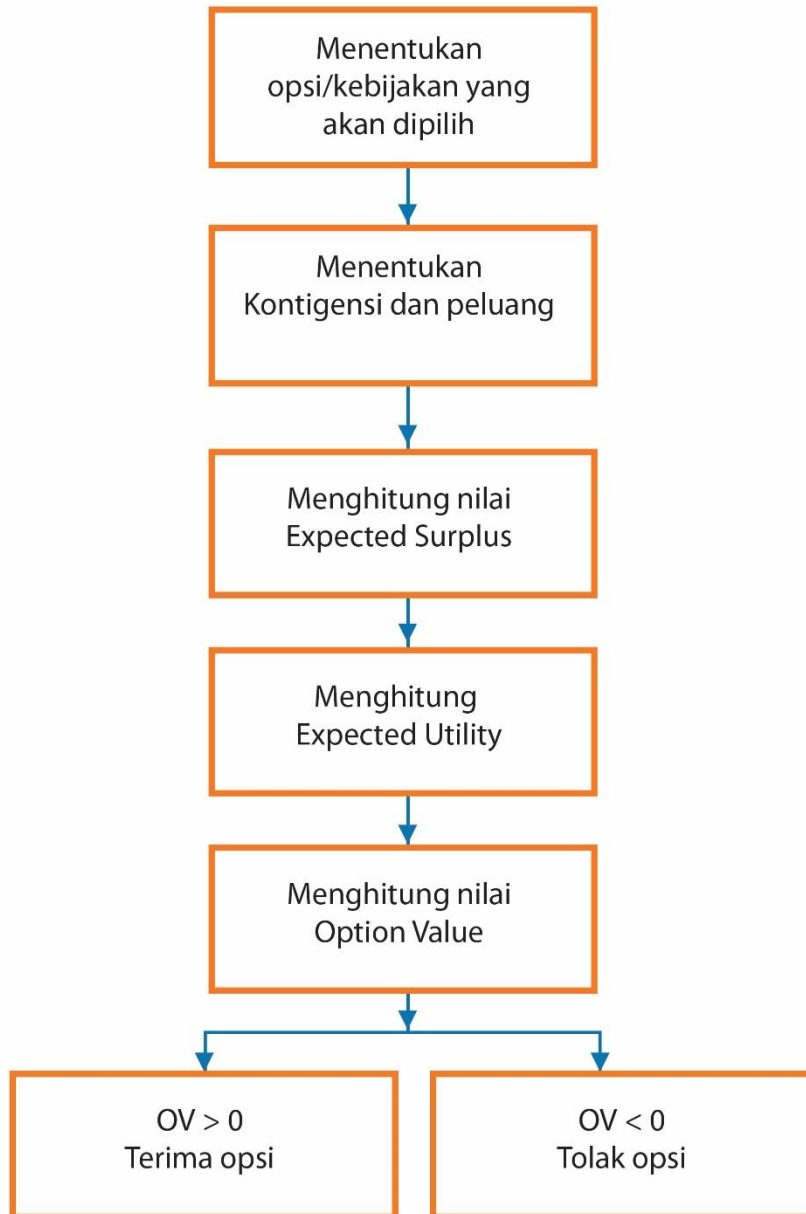 Menentukan
opsi/kebijakan yang
akan dipilih
Menentukan
Kontigensi dan peluang
Menghitung nilai
Expected Surplus
Menghitung
Expected Utility
Menghitung nilai
Option Value
OV > 0
Terima opsi
OV < 0
Tolak opsi